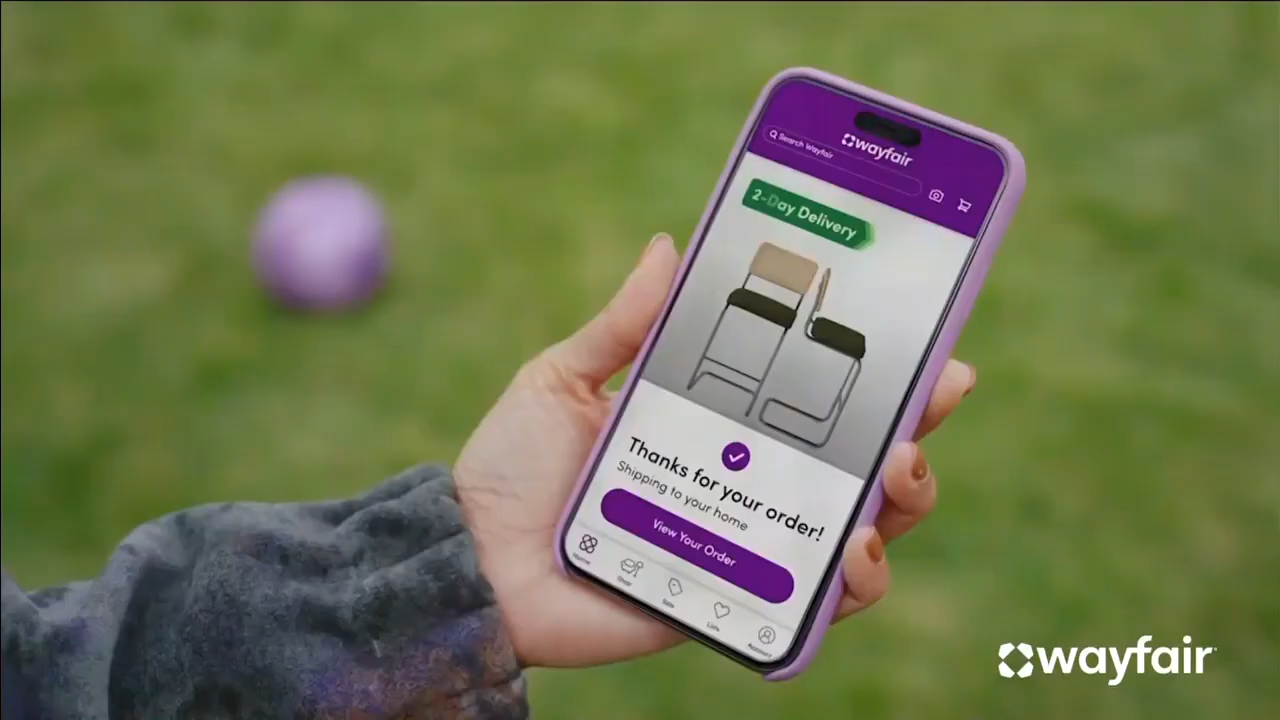 wayfair
Search Wayfair
2-Day Delivery
Thanks for your order!
Shipping to your home
View Your Order
Home
Shop
Sale
Lists
Account
wayfair